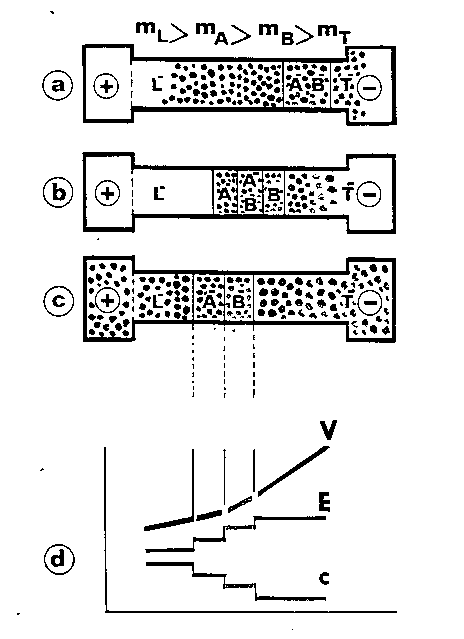 mL > mA > mB > mT
a + L⁻ A⁻ B⁻ T⁻ −
b + L⁻ A⁻ A⁻ B⁻ B⁻ T⁻ −
c + L⁻ A⁻ B⁻ T⁻ −
V
E
d
c